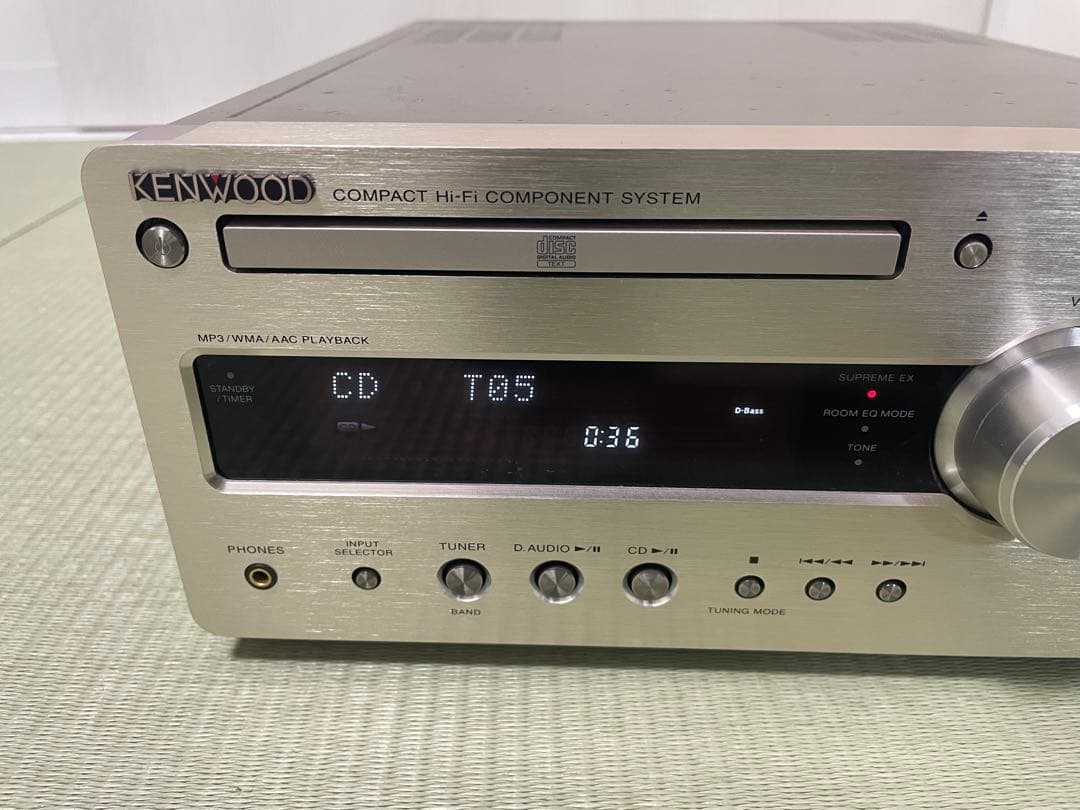 KENWOOD COMPACT Hi-Fi COMPONENT SYSTEM
COMPACT
disc
DIGITAL AUDIO
TEXT
MP3/WMA/AAC PLAYBACK
STANDBY
/TIMER
CD T05
D-Bass
0:36
SUPREME EX
ROOM EQ MODE
TONE
PHONES
INPUT
SELECTOR
TUNER
BAND
D.AUDIO ►/II
CD ►/II
■
TUNING MODE
I◄◄/◄◄
►►/►►I